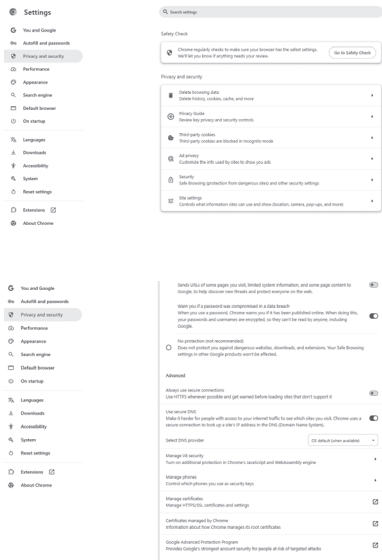 Settings
Search settings
You and Google
Autofill and passwords
Privacy and security
Performance
Appearance
Search engine
Default browser
On startup
Languages
Downloads
Accessibility
System
Reset settings
Extensions
About Chrome
Safety Check
Chrome regularly checks to make sure your browser has the safest settings.
We'll let you know if anything needs your review.
Go to Safety Check
Privacy and security
Delete browsing data
Delete history, cookies, cache, and more
Privacy Guide
Review key privacy and security controls
Third-party cookies
Third-party cookies are blocked in Incognito mode
Ad privacy
Customize the info used by sites to show you ads
Security
Safe Browsing (protection from dangerous sites) and other security settings
Site settings
Controls what information sites can use and show (location, camera, pop-ups, and more)
You and Google
Autofill and passwords
Privacy and security
Performance
Appearance
Search engine
Default browser
On startup
Languages
Downloads
Accessibility
System
Reset settings
Extensions
About Chrome
Sends URLs of some pages you visit, limited system information, and some page content to
Google, to help discover new threats and protect everyone on the web.
Warn you if a password was compromised in a data breach
When you use a password, Chrome warns you if it has been published online. When doing this,
your passwords and usernames are encrypted, so they can't be read by anyone, including
Google.
No protection (not recommended)
Does not protect you against dangerous websites, downloads, and extensions. Your Safe Browsing
settings in other Google products won't be affected.
Advanced
Always use secure connections
Use HTTPS whenever possible and get warned before loading sites that don't support it
Use secure DNS
Make it harder for people with access to your internet traffic to see which sites you visit. Chrome uses a
secure connection to look up a site's IP address in the DNS (Domain Name System).
Select DNS provider
OS default (when available)
Manage V8 security
Turn on additional protection in Chrome's JavaScript and WebAssembly engine
Manage phones
Control which phones you use as security keys
Manage certificates
Manage HTTPS/SSL certificates and settings
Certificates managed by Chrome
Information about how Chrome manages its root certificates
Google Advanced Protection Program
Provides Google's strongest account security for people at risk of targeted attacks